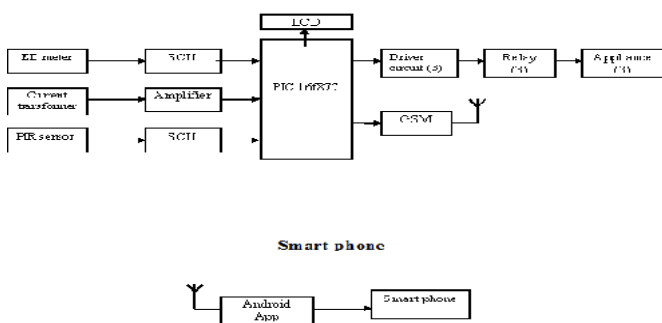 LCD
EB meter
SCU
PIC 16f877
Driver
circuit (3)
Relay
(3)
Appliance
(3)
Current
transformer
Amplifier
GSM
PIR sensor
SCU
Smart phone
Android
App
Smart phone